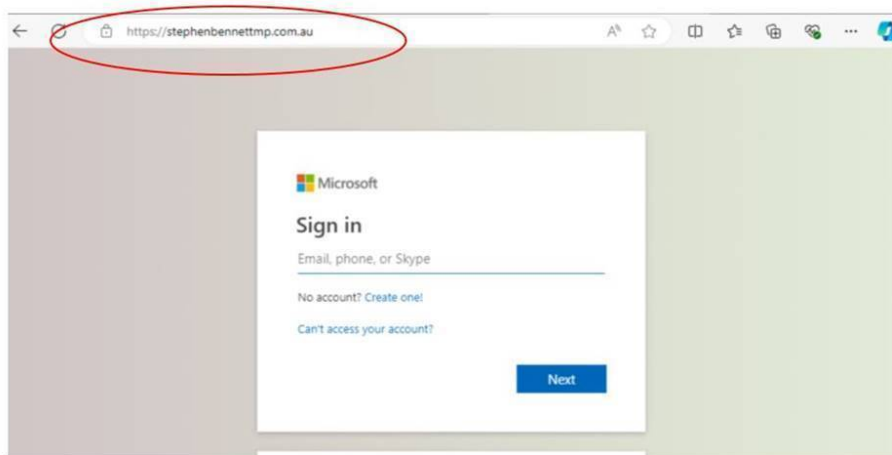 https://stephenbennettmp.com.au
Microsoft
Sign in
Email, phone, or Skype
No account? Create one!
Can't access your account?
Next